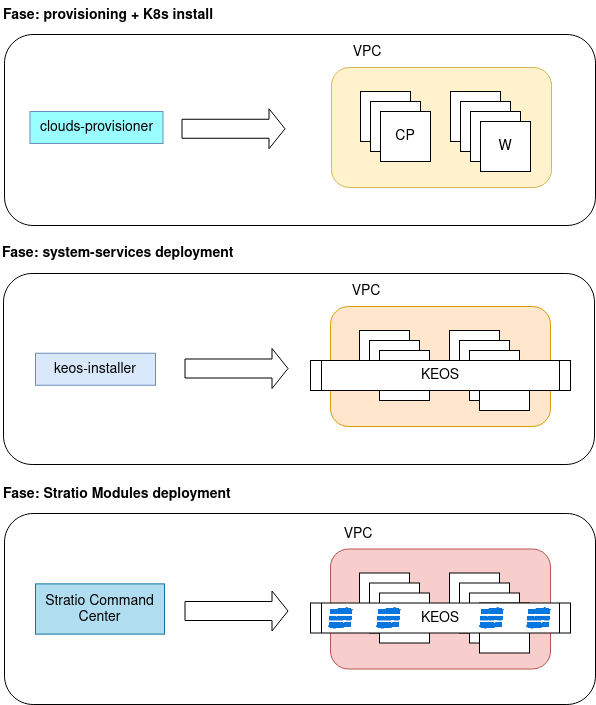 Fase: provisioning + K8s install
VPC
clouds-provisioner
CP
W
Fase: system-services deployment
VPC
keos-installer
KEOS
Fase: Stratio Modules deployment
VPC
Stratio Command
Center
KEOS